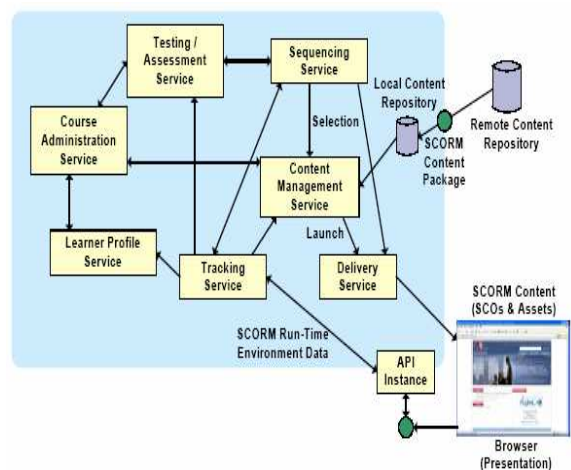 Testing /
Assessment
Service
Sequencing
Service
Local Content
Repository
Remote Content
Repository
SCORM
Content
Package
Selection
Course
Administration
Service
Content
Management
Service
Launch
Learner Profile
Service
Tracking
Service
Delivery
Service
SCORM Content
(SCOs & Assets)
SCORM Run-Time
Environment Data
API
Instance
Browser
(Presentation)